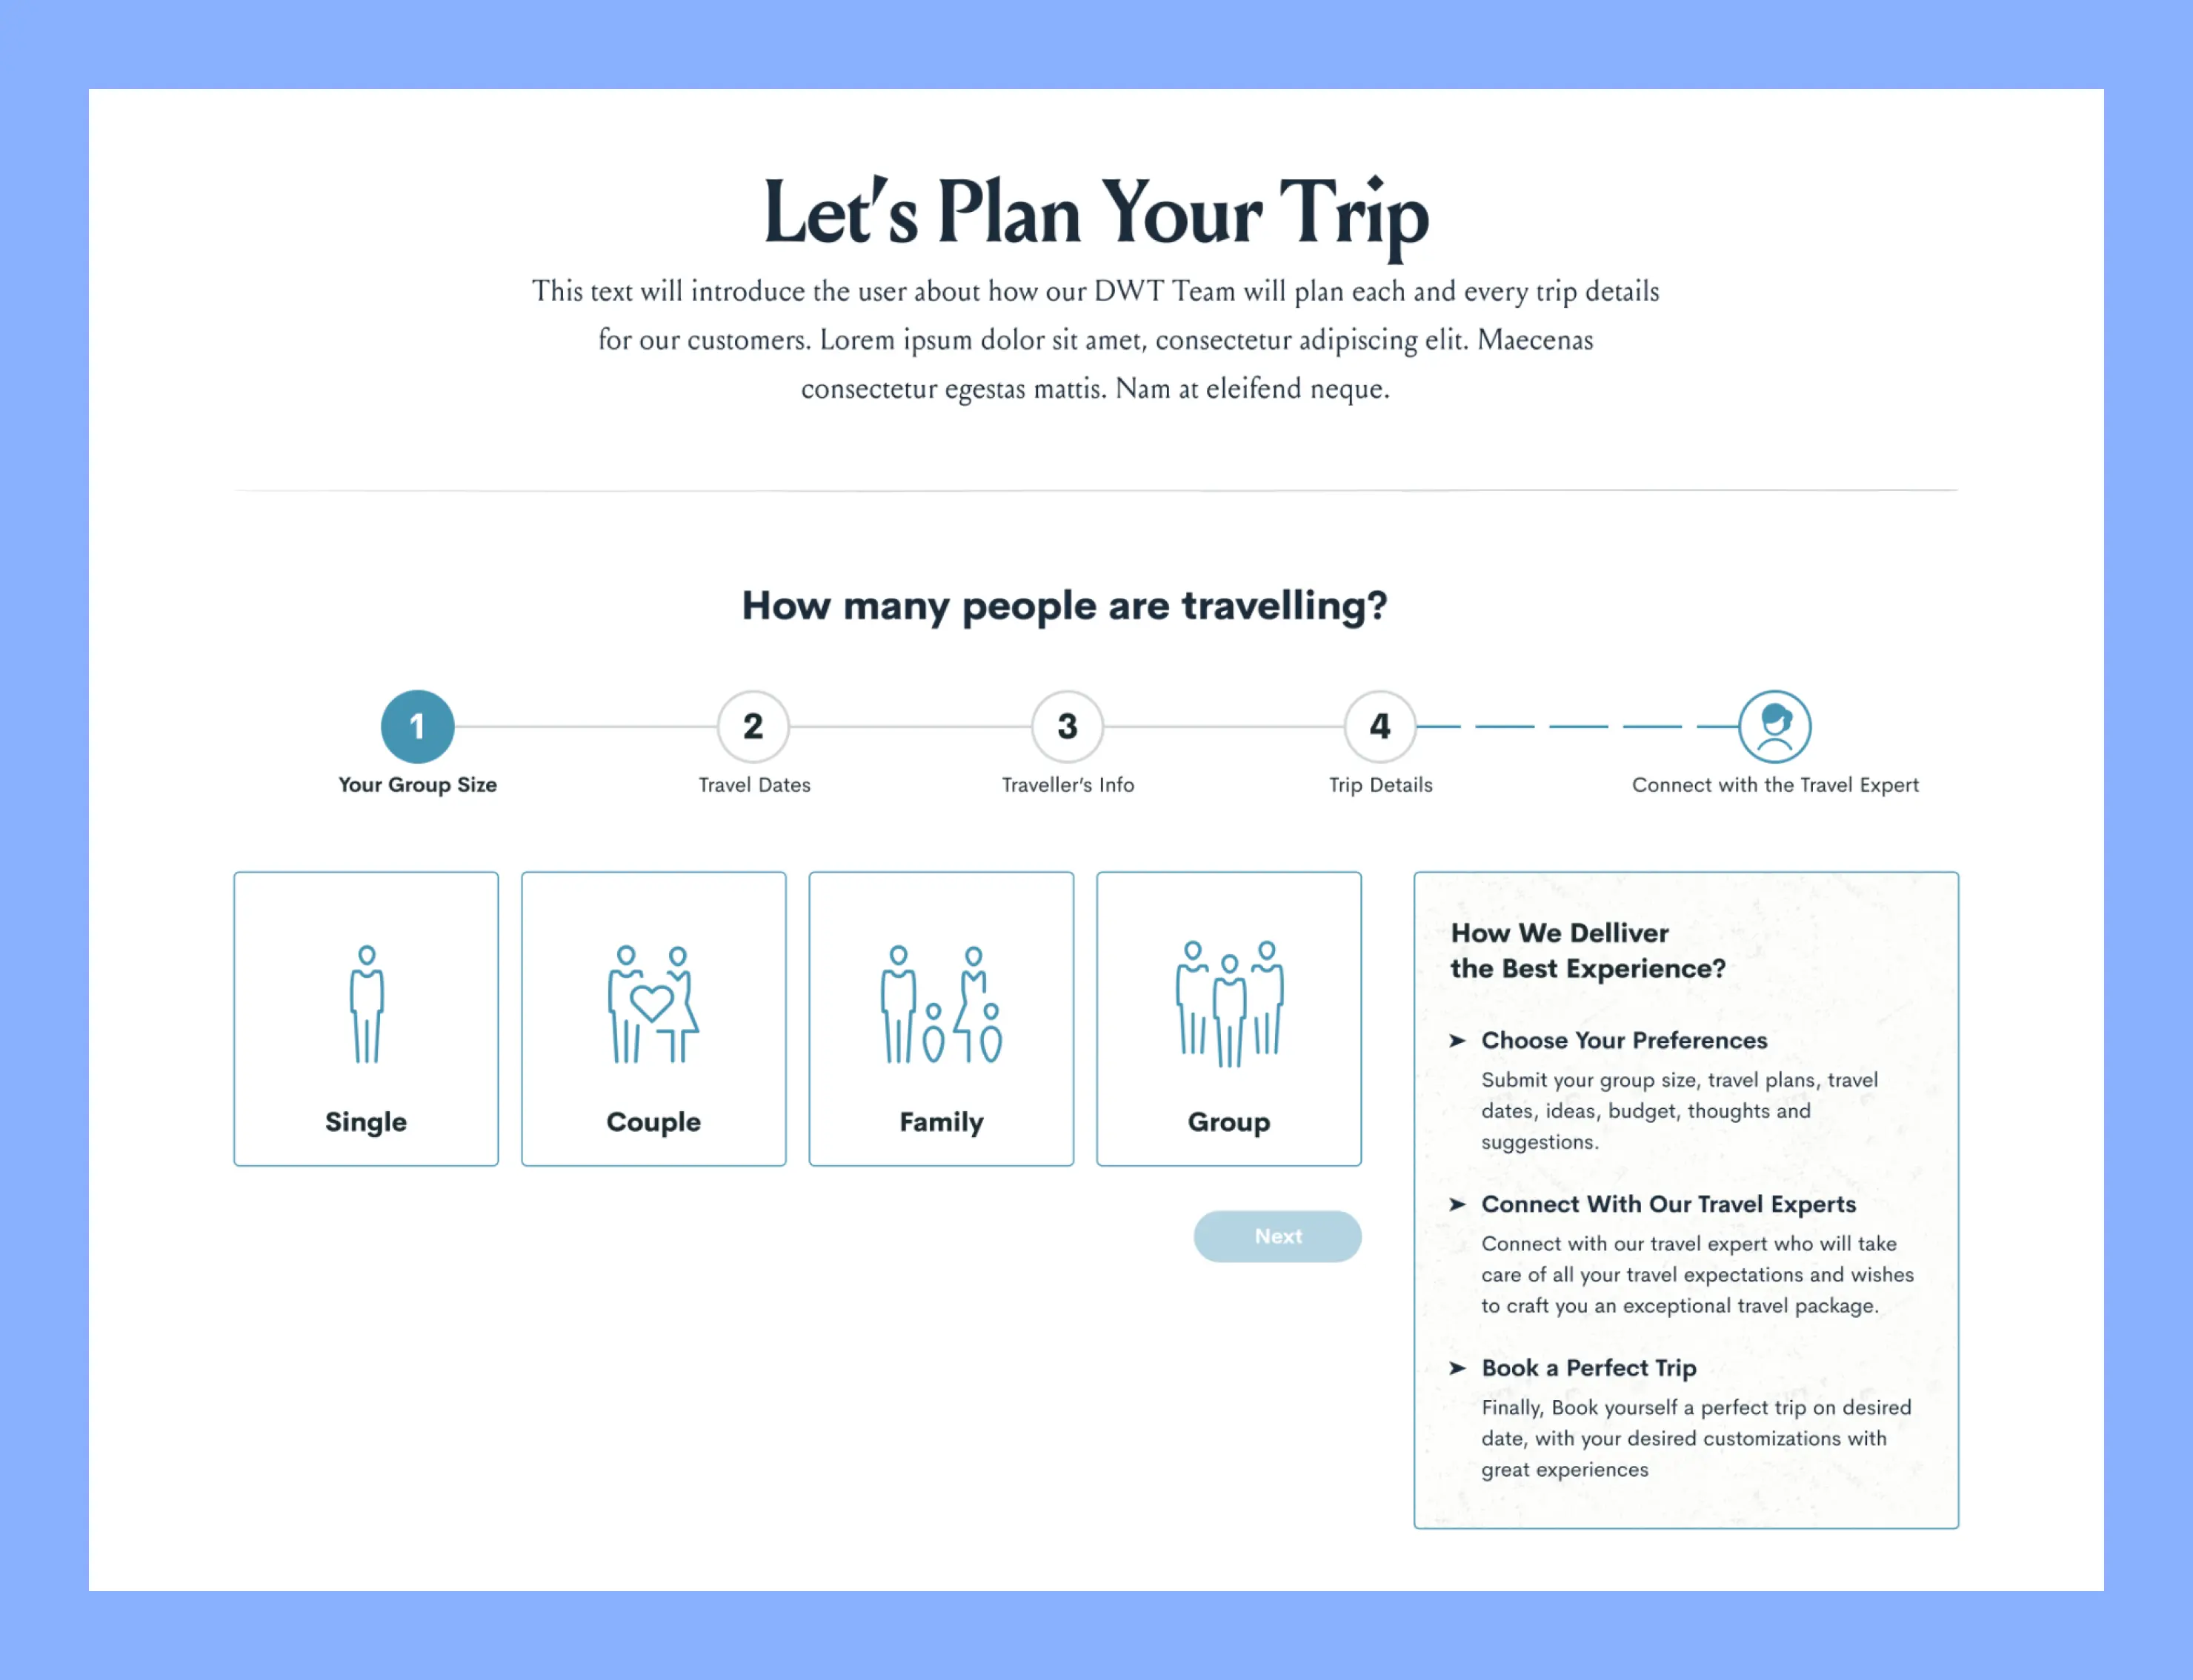 Let's Plan Your Trip
This text will introduce the user about how our DWT Team will plan each and every trip details
for our customers. Lorem ipsum dolor sit amet, consectetur adipiscing elit. Maecenas
consectetur egestas mattis. Nam at eleifend neque.
How many people are travelling?
1
2
3
4
Your Group Size
Travel Dates
Traveller's Info
Trip Details
Connect with the Travel Expert
Single
Couple
Family
Group
Next
How We Delliver
the Best Experience?
➤ Choose Your Preferences
Submit your group size, travel plans, travel
dates, ideas, budget, thoughts and
suggestions.
➤ Connect With Our Travel Experts
Connect with our travel expert who will take
care of all your travel expectations and wishes
to craft you an exceptional travel package.
➤ Book a Perfect Trip
Finally, Book yourself a perfect trip on desired
date, with your desired customizations with
great experiences